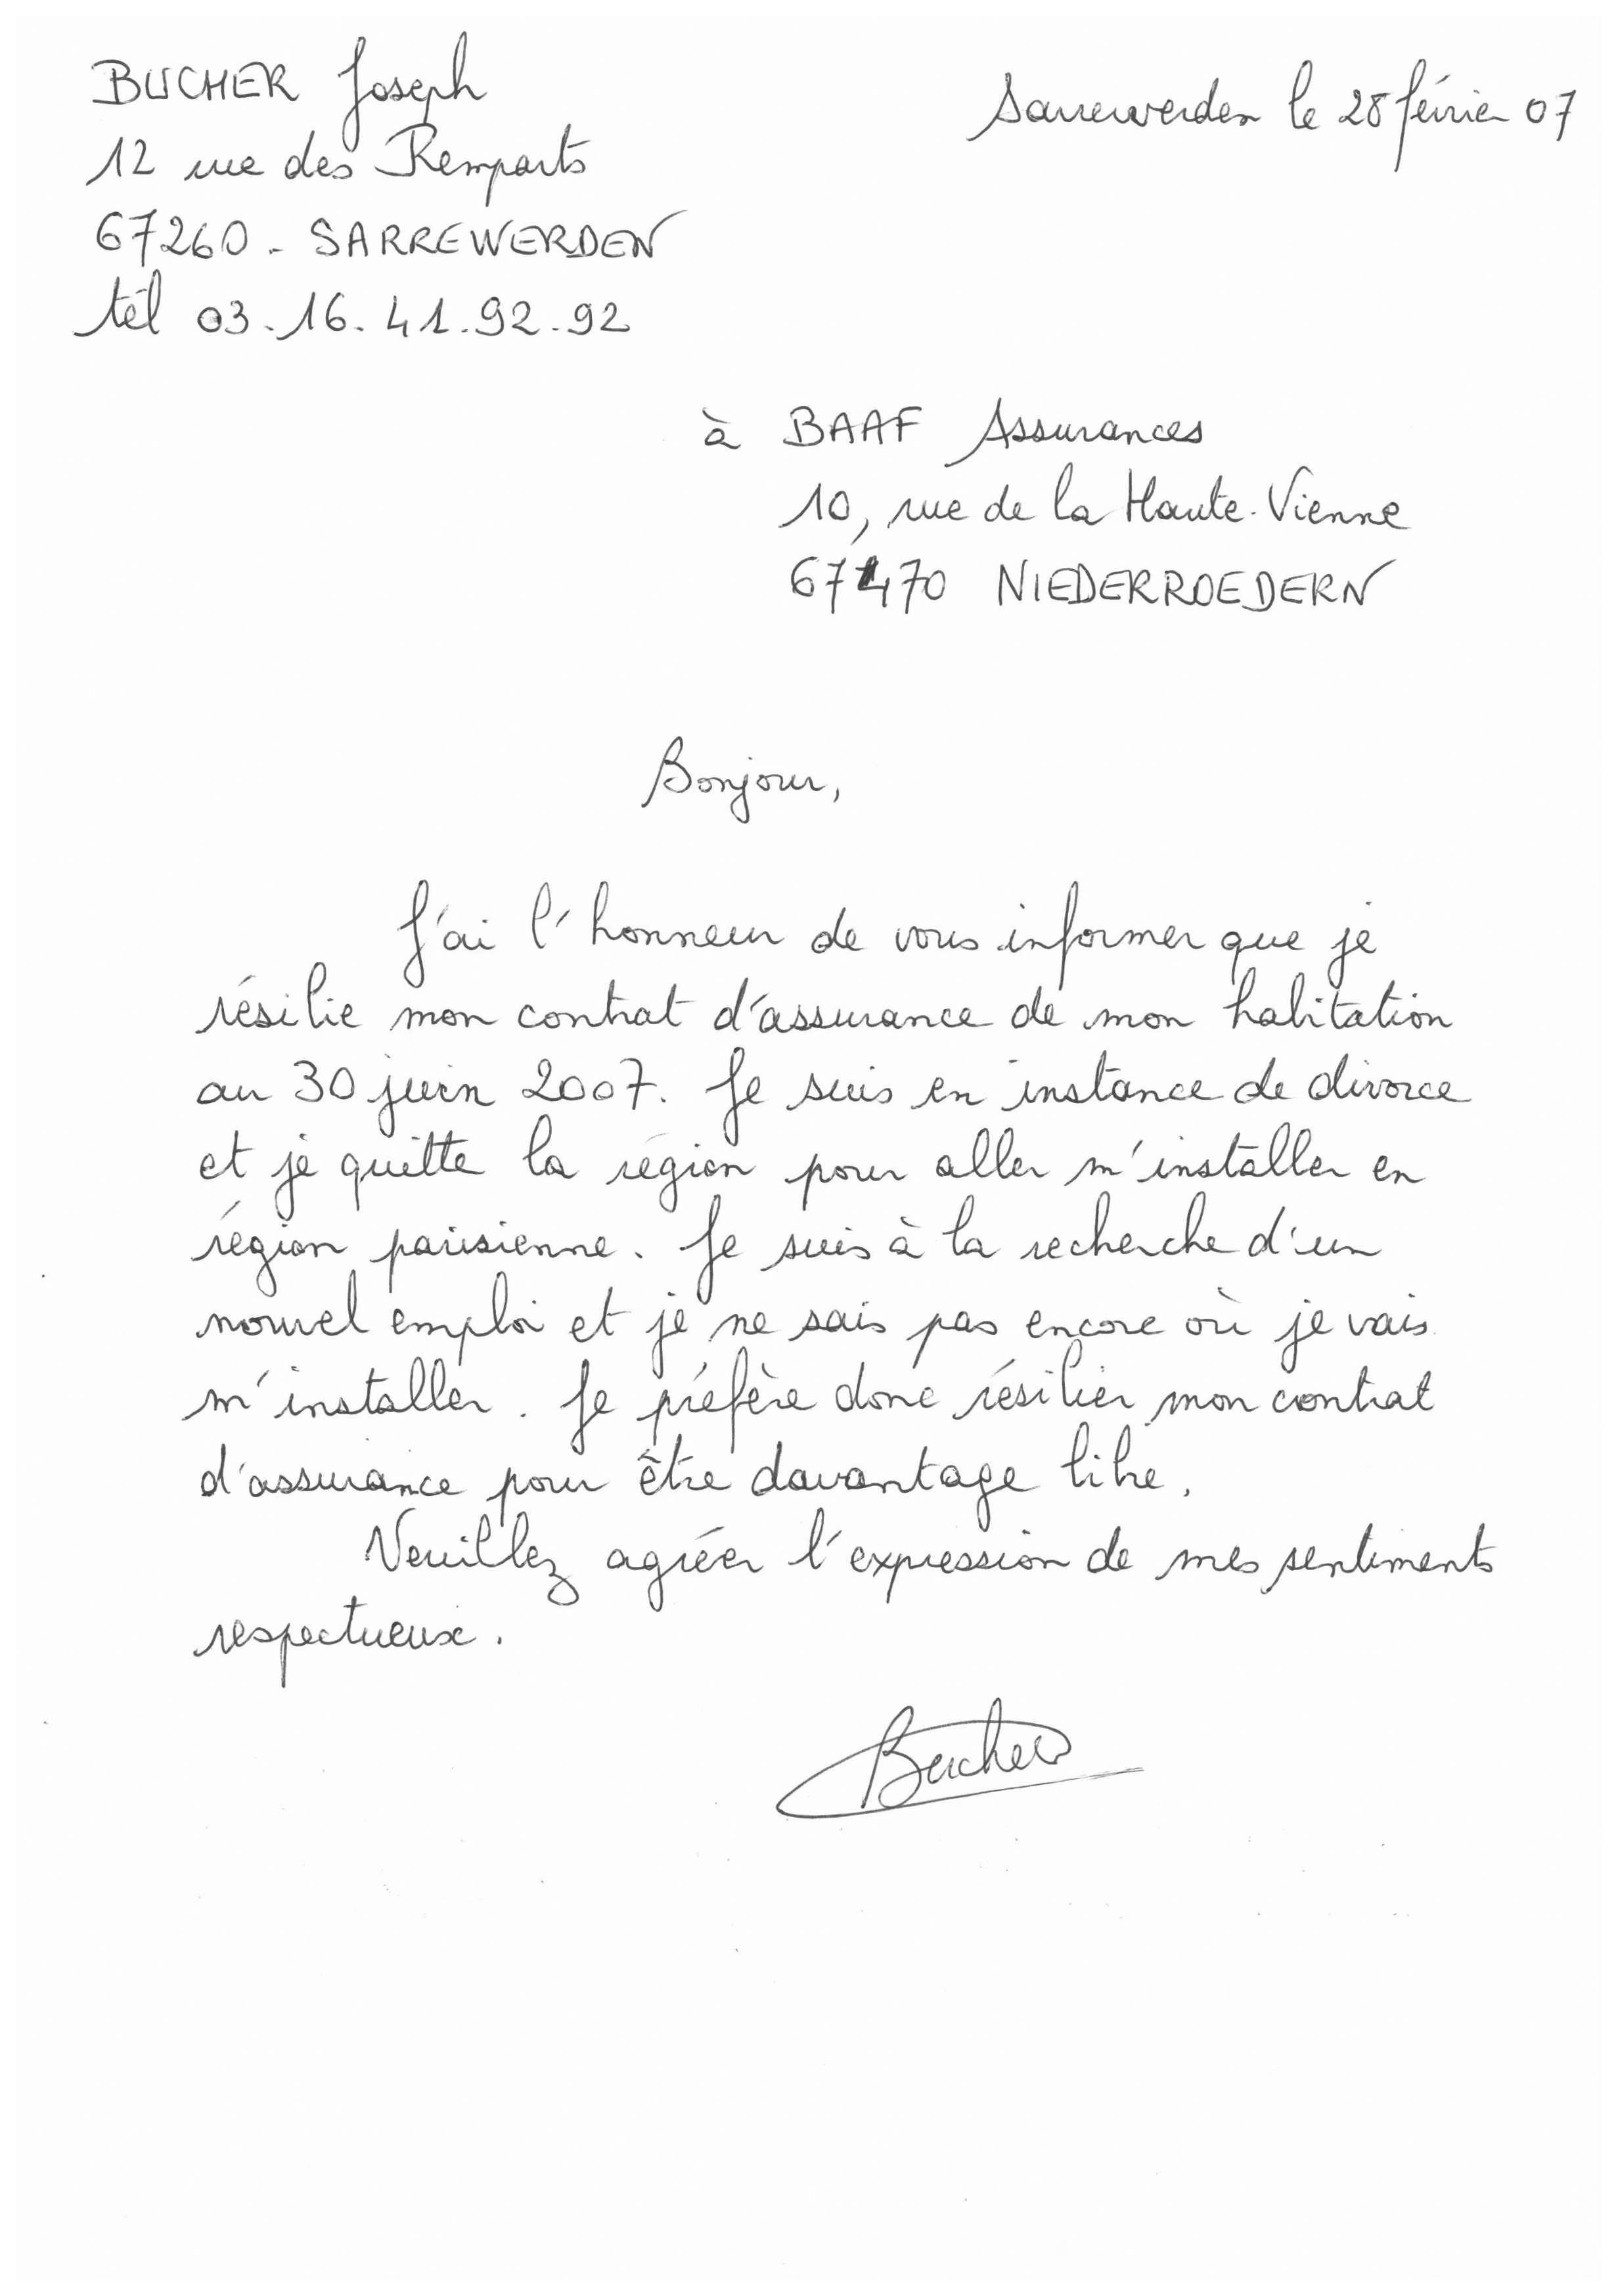 BUCHER Joseph
Sarrewerden le 28 février 07
12 rue des Remparts
67260 - SARREWERDEN
tél 03.16.41.92.92
à BAAF Assurances
10, rue de la Haute-Vienne
67470 NIEDERROEDERN
Bonjour,
J'ai l'honneur de vous informer que je
résilie mon contrat d'assurance de mon habitation
au 30 juin 2007. Je suis en instance de divorce
et je quitte la région pour aller m'installer en
région parisienne. Je suis à la recherche d'un
nouvel emploi et je ne sais pas encore où je vais
m'installer. Je préfère donc résilier mon contrat
d'assurance pour être davantage libre.
Veuillez agréer l'expression de mes sentiments
respectueux.
Bucher